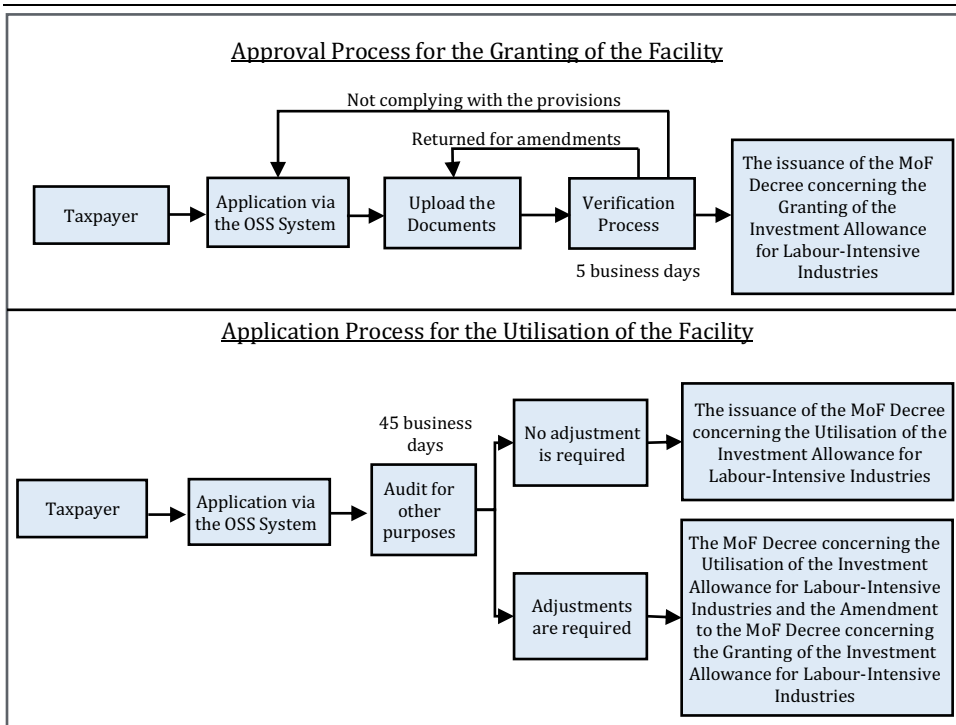 Approval Process for the Granting of the Facility
Not complying with the provisions
Returned for amendments
Taxpayer
Application via
the OSS System
Upload the
Documents
Verification
Process
5 business days
The issuance of the MoF
Decree concerning the
Granting of the
Investment Allowance
for Labour-Intensive
Industries
Application Process for the Utilisation of the Facility
Taxpayer
Application via
the OSS System
45 business
days
Audit for
other
purposes
No adjustment
is required
The issuance of the MoF Decree
concerning the Utilisation of the
Investment Allowance for
Labour-Intensive Industries
Adjustments
are required
The MoF Decree concerning the
Utilisation of the Investment
Allowance for Labour-Intensive
Industries and the Amendment
to the MoF Decree concerning
the Granting of the Investment
Allowance for Labour-Intensive
Industries